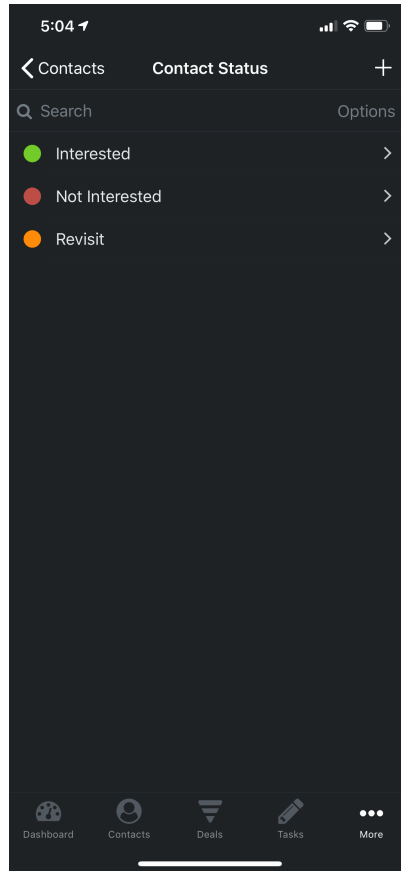 5:04
Contacts Contact Status +
Search Options
Interested
Not Interested
Revisit
Dashboard Contacts Deals Tasks More